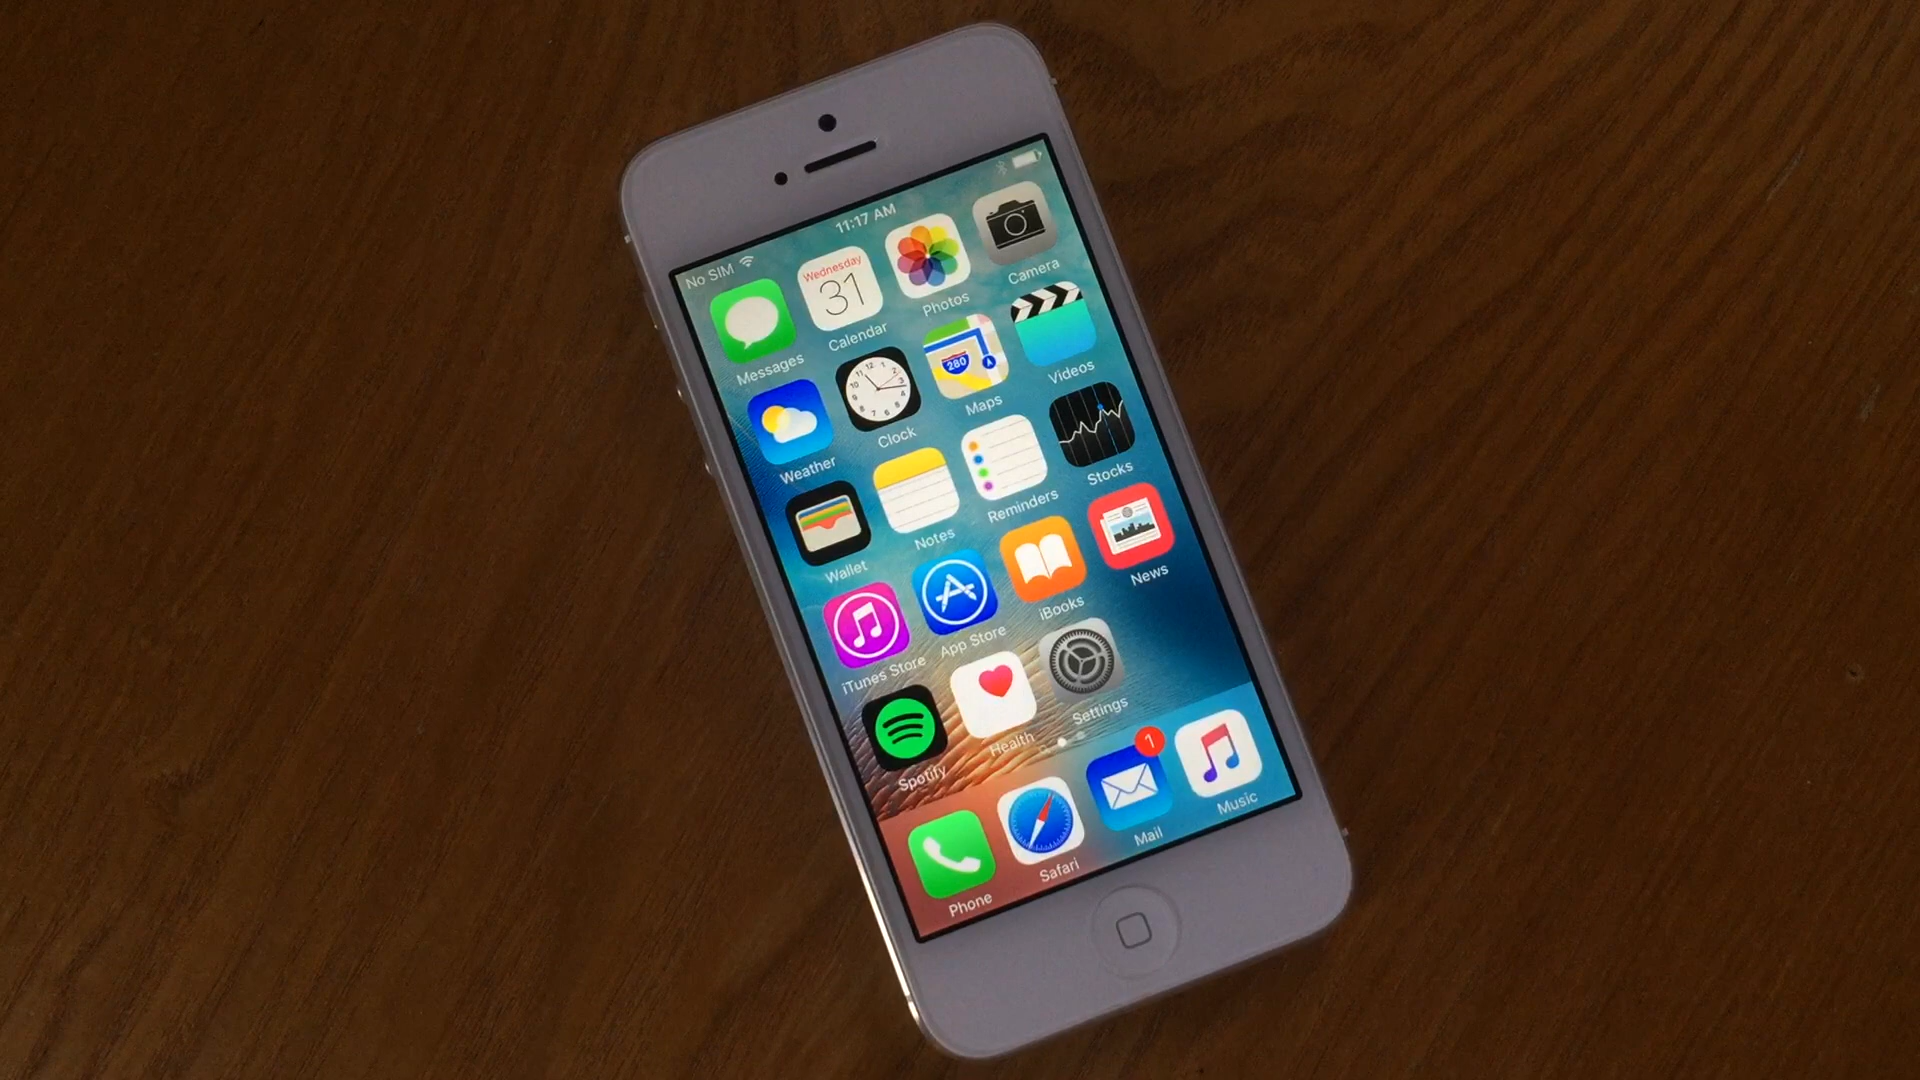 No SIM 11:17 AM
Wednesday
31
Messages Calendar Photos Camera
280
Weather Clock Maps Videos
Wallet Notes Reminders Stocks
iTunes Store App Store iBooks News
Spotify Health Settings
1
Phone Safari Mail Music